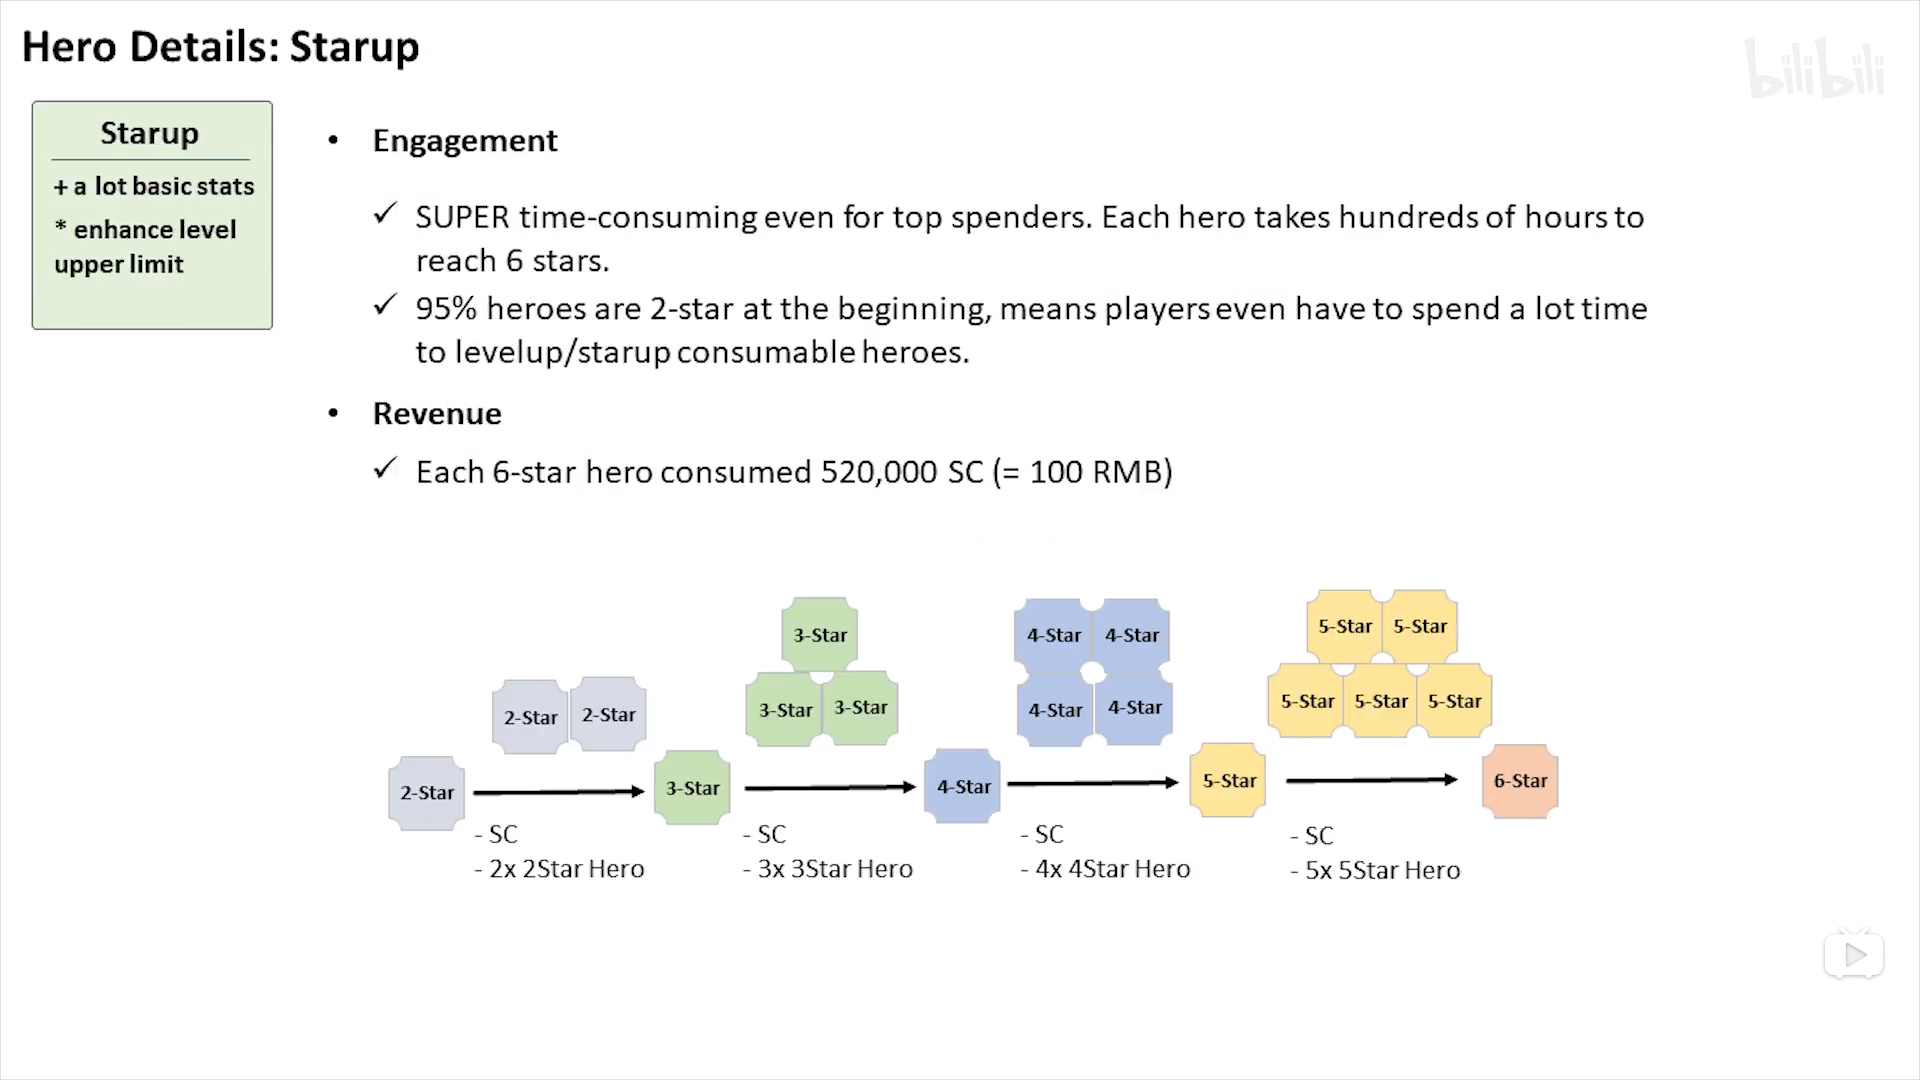 Hero Details: Starup
bilibili
Starup
+ a lot basic stats
* enhance level
upper limit
• Engagement
✓ SUPER time-consuming even for top spenders. Each hero takes hundreds of hours to
reach 6 stars.
✓ 95% heroes are 2-star at the beginning, means players even have to spend a lot time
to levelup/starup consumable heroes.
• Revenue
✓ Each 6-star hero consumed 520,000 SC (= 100 RMB)
2-Star 2-Star
3-Star
3-Star 3-Star
4-Star 4-Star
4-Star 4-Star
5-Star 5-Star
5-Star 5-Star 5-Star
2-Star
3-Star
4-Star
5-Star
6-Star
- SC
- 2x 2Star Hero
- SC
- 3x 3Star Hero
- SC
- 4x 4Star Hero
- SC
- 5x 5Star Hero